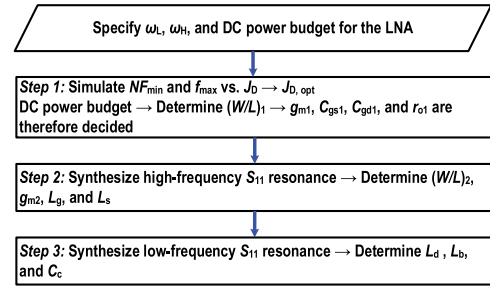 Specify ωL, ωH, and DC power budget for the LNA
Step 1: Simulate NFmin and fmax vs. JD → JD, opt
DC power budget → Determine (W/L)1 → gm1, Cgs1, Cgd1, and ro1 are
therefore decided
Step 2: Synthesize high-frequency S11 resonance → Determine (W/L)2,
gm2, Lg, and Ls
Step 3: Synthesize low-frequency S11 resonance → Determine Ld , Lb,
and Cc